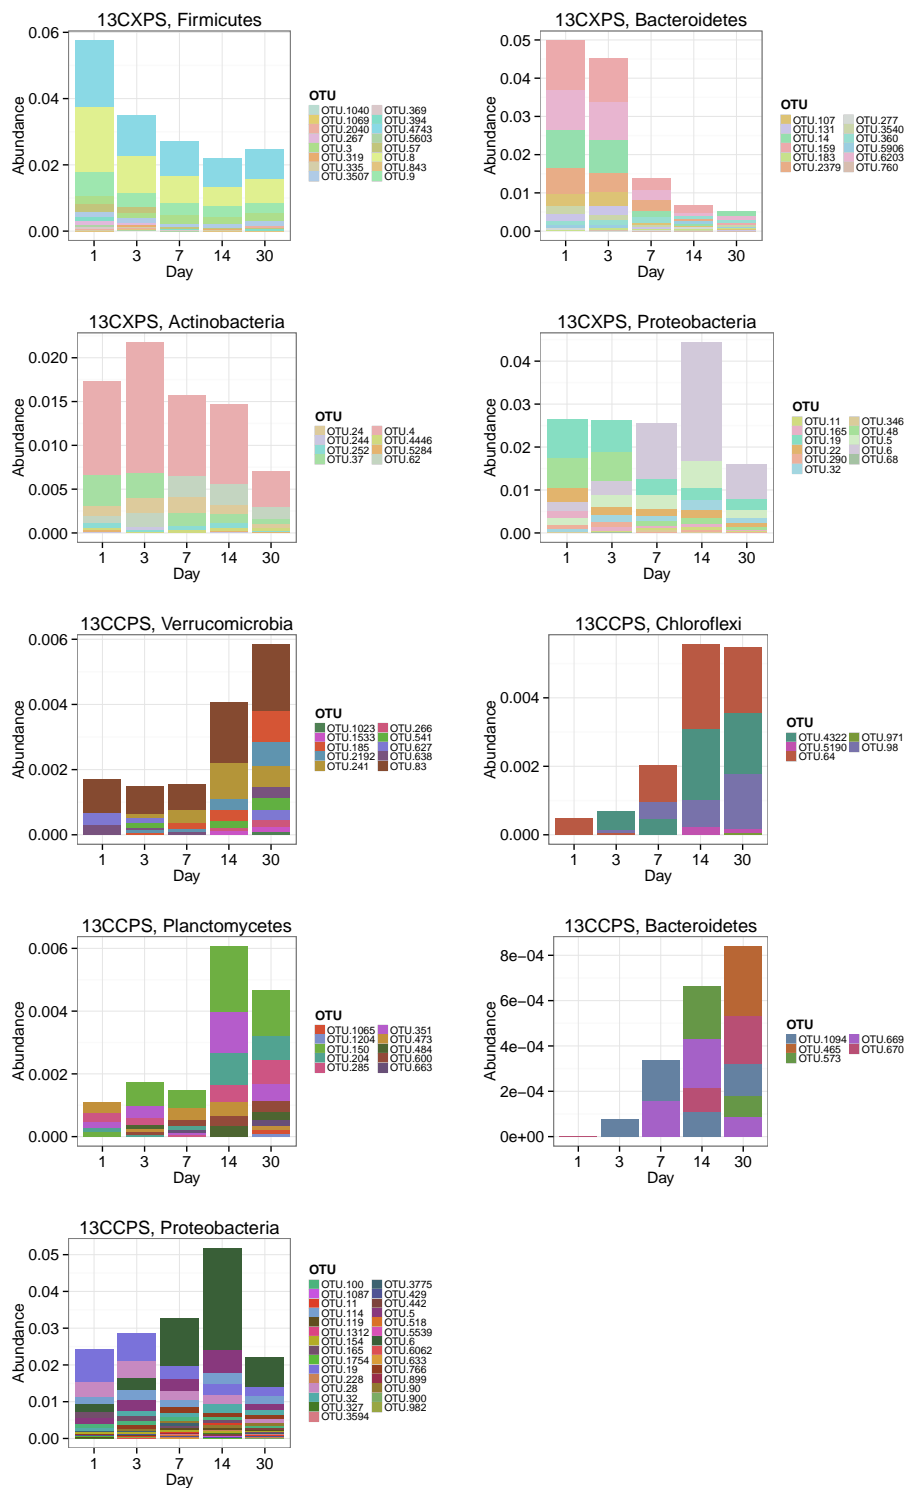 13CXPS, Firmicutes
Abundance
0.06
0.04
0.02
0.00
1 3 7 14 30
Day
OTU
OTU.1040 OTU.369
OTU.1069 OTU.394
OTU.2040 OTU.4743
OTU.267 OTU.5603
OTU.3 OTU.57
OTU.319 OTU.8
OTU.335 OTU.843
OTU.3507 OTU.9
13CXPS, Bacteroidetes
Abundance
0.05
0.04
0.03
0.02
0.01
0.00
1 3 7 14 30
Day
OTU
OTU.107 OTU.277
OTU.131 OTU.3540
OTU.14 OTU.360
OTU.159 OTU.5906
OTU.183 OTU.6203
OTU.2379 OTU.760
13CXPS, Actinobacteria
Abundance
0.020
0.015
0.010
0.005
0.000
1 3 7 14 30
Day
OTU
OTU.24 OTU.4
OTU.244 OTU.4446
OTU.252 OTU.5284
OTU.37 OTU.62
13CXPS, Proteobacteria
Abundance
0.04
0.03
0.02
0.01
0.00
1 3 7 14 30
Day
OTU
OTU.11 OTU.346
OTU.165 OTU.48
OTU.19 OTU.5
OTU.22 OTU.6
OTU.290 OTU.68
OTU.32
13CCPS, Verrucomicrobia
Abundance
0.006
0.004
0.002
0.000
1 3 7 14 30
Day
OTU
OTU.1023 OTU.266
OTU.1533 OTU.541
OTU.185 OTU.627
OTU.2192 OTU.638
OTU.241 OTU.83
13CCPS, Chloroflexi
Abundance
0.004
0.002
0.000
1 3 7 14 30
Day
OTU
OTU.4322 OTU.971
OTU.5190 OTU.98
OTU.64
13CCPS, Planctomycetes
Abundance
0.006
0.004
0.002
0.000
1 3 7 14 30
Day
OTU
OTU.1065 OTU.351
OTU.1204 OTU.473
OTU.150 OTU.484
OTU.204 OTU.600
OTU.285 OTU.663
13CCPS, Bacteroidetes
Abundance
8e−04
6e−04
4e−04
2e−04
0e+00
1 3 7 14 30
Day
OTU
OTU.1094 OTU.669
OTU.465 OTU.670
OTU.573
13CCPS, Proteobacteria
Abundance
0.05
0.04
0.03
0.02
0.01
0.00
1 3 7 14 30
Day
OTU
OTU.100 OTU.3775
OTU.1087 OTU.429
OTU.11 OTU.442
OTU.114 OTU.5
OTU.119 OTU.518
OTU.1312 OTU.5539
OTU.154 OTU.6
OTU.165 OTU.6062
OTU.1754 OTU.633
OTU.19 OTU.766
OTU.228 OTU.899
OTU.28 OTU.90
OTU.32 OTU.900
OTU.327 OTU.982
OTU.3594